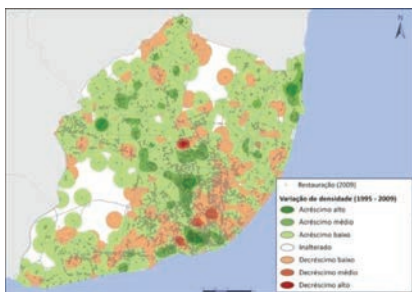 N
Restauração (2009)
Variação de densidade (1995 - 2009)
Acréscimo alto
Acréscimo médio
Acréscimo baixo
Inalterado
Decréscimo baixo
Decréscimo médio
Decréscimo alto